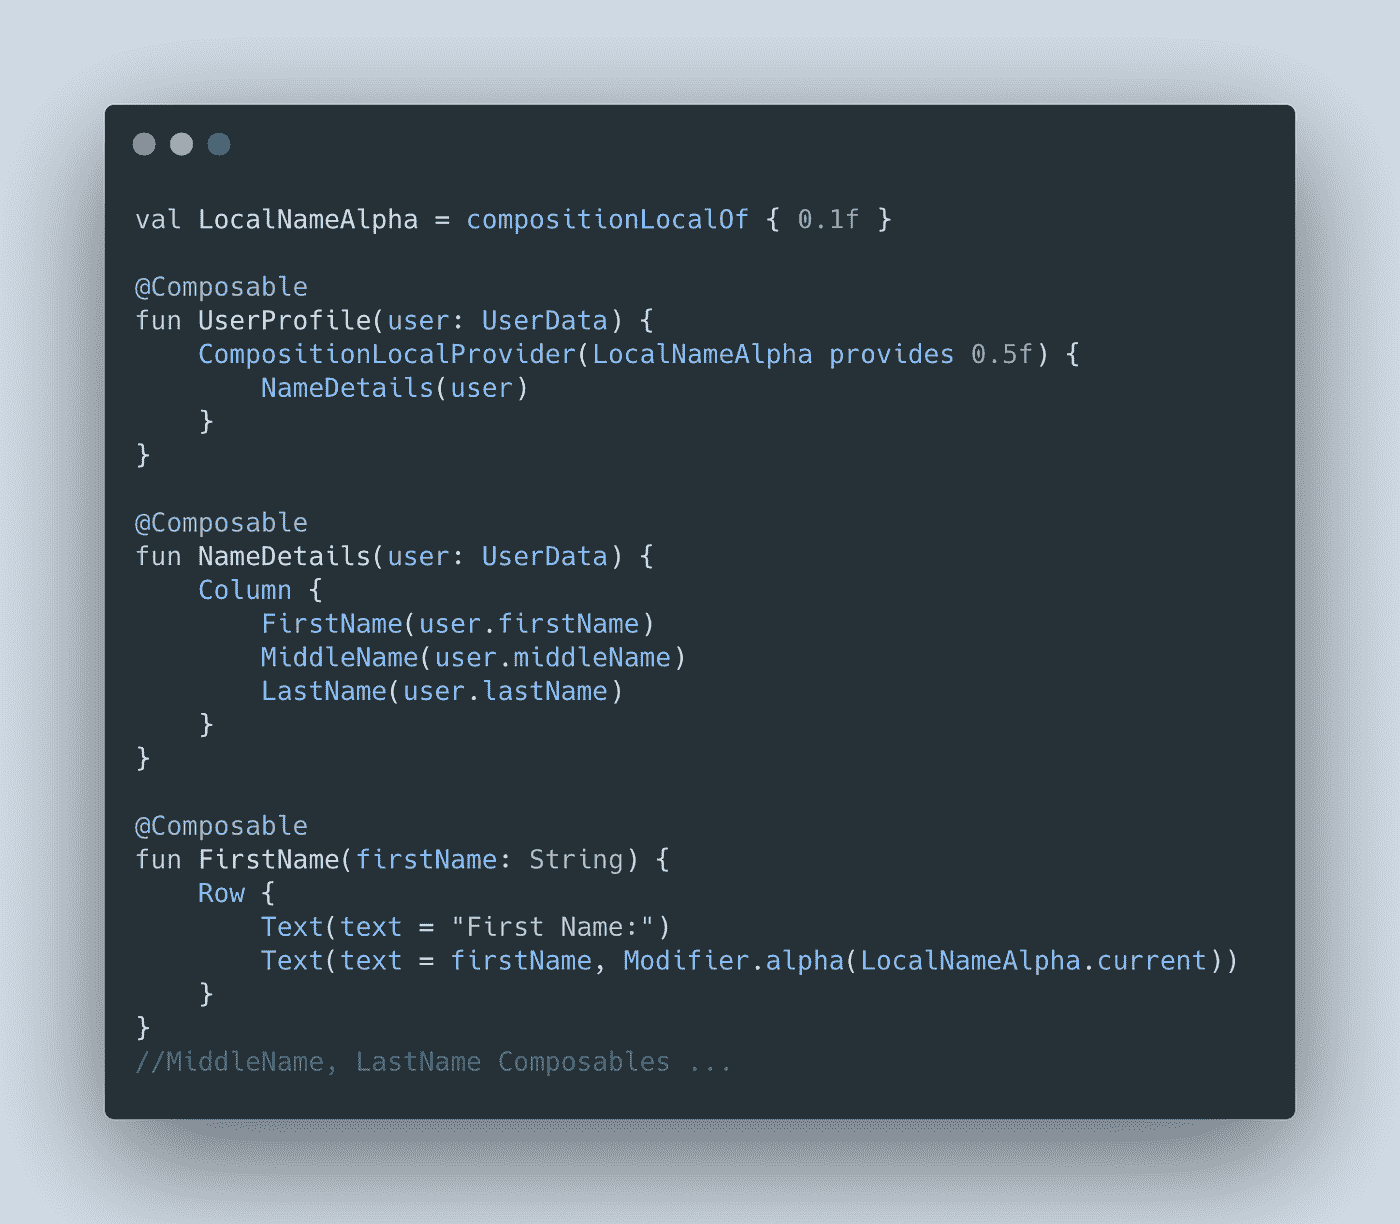 val LocalNameAlpha = compositionLocalOf { 0.1f }

@Composable
fun UserProfile(user: UserData) {
    CompositionLocalProvider(LocalNameAlpha provides 0.5f) {
        NameDetails(user)
    }
}

@Composable
fun NameDetails(user: UserData) {
    Column {
        FirstName(user.firstName)
        MiddleName(user.middleName)
        LastName(user.lastName)
    }
}

@Composable
fun FirstName(firstName: String) {
    Row {
        Text(text = "First Name:")
        Text(text = firstName, Modifier.alpha(LocalNameAlpha.current))
    }
}
//MiddleName, LastName Composables ...